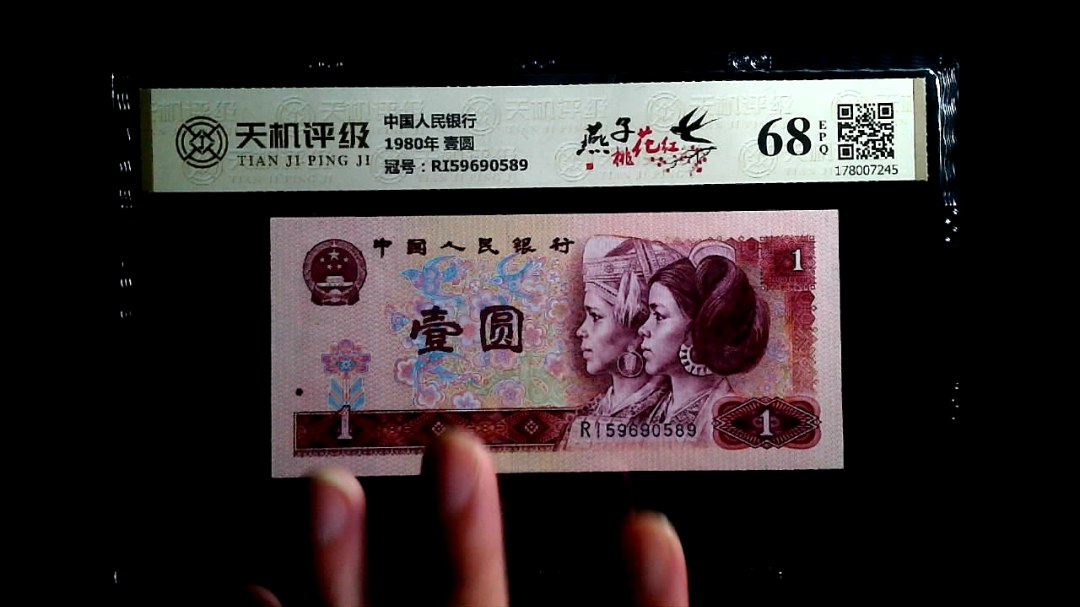 天机评级
TIAN JI PING JI
中国人民银行
1980年 壹圆
冠号：RI59690589
燕子
桃花红
68
EPQ
178007245
中国人民银行
1
壹圆
1
RI59690589
1